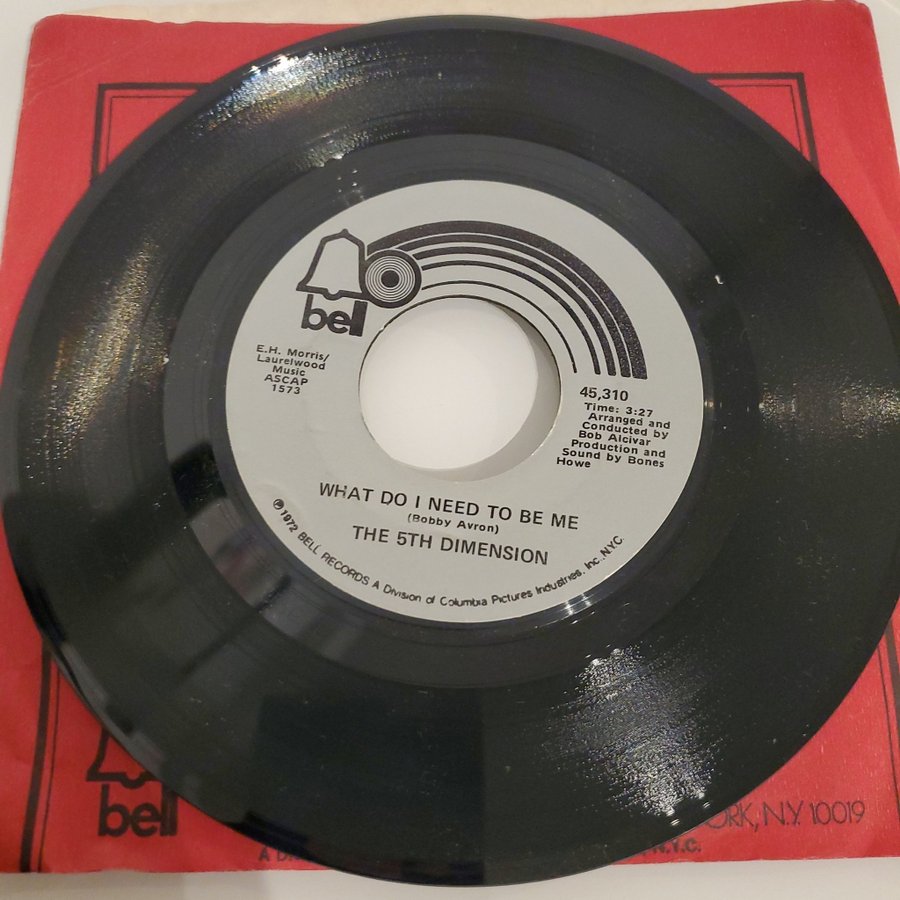 bell
E.H. Morris/
Laurelwood
Music
ASCAP
1573
45,310
Time: 3:27
Arranged and
Conducted by
Bob Alcivar
Production and
Sound by Bones
Howe
WHAT DO I NEED TO BE ME
(Bobby Avron)
THE 5TH DIMENSION
℗1972 BELL RECORDS A Division of Columbia Pictures Industries, Inc. N.Y.C.
bell
ORK, N.Y. 10019
A
N.Y.C.